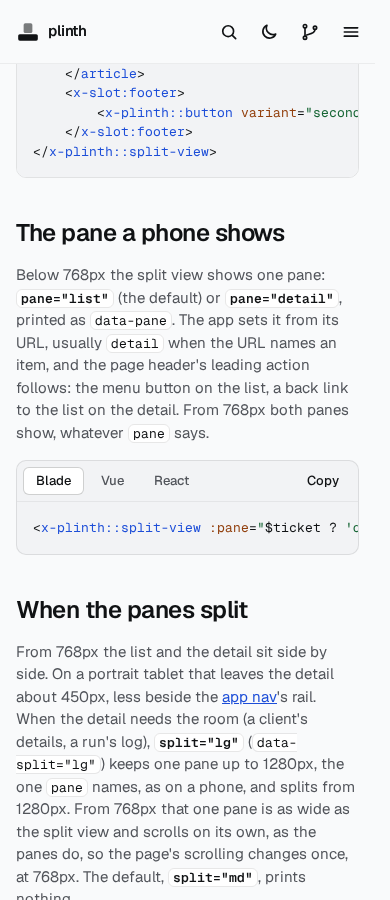 plinth
</article>
<x-slot:footer>
<x-plinth::button variant="second
</x-slot:footer>
</x-plinth::split-view>
The pane a phone shows
Below 768px the split view shows one pane:
pane="list" (the default) or pane="detail",
printed as data-pane. The app sets it from its
URL, usually detail when the URL names an
item, and the page header's leading action
follows: the menu button on the list, a back link
to the list on the detail. From 768px both panes
show, whatever pane says.
Blade Vue React Copy
<x-plinth::split-view :pane="$ticket ? '
When the panes split
From 768px the list and the detail sit side by
side. On a portrait tablet that leaves the detail
about 450px, less beside the app nav's rail.
When the detail needs the room (a client's
details, a run's log), split="lg" (data-
split="lg") keeps one pane up to 1280px, the
one pane names, as on a phone, and splits from
1280px. From 768px that one pane is as wide as
the split view and scrolls on its own, as the
panes do, so the page's scrolling changes once,
at 768px. The default, split="md", prints
nothing.